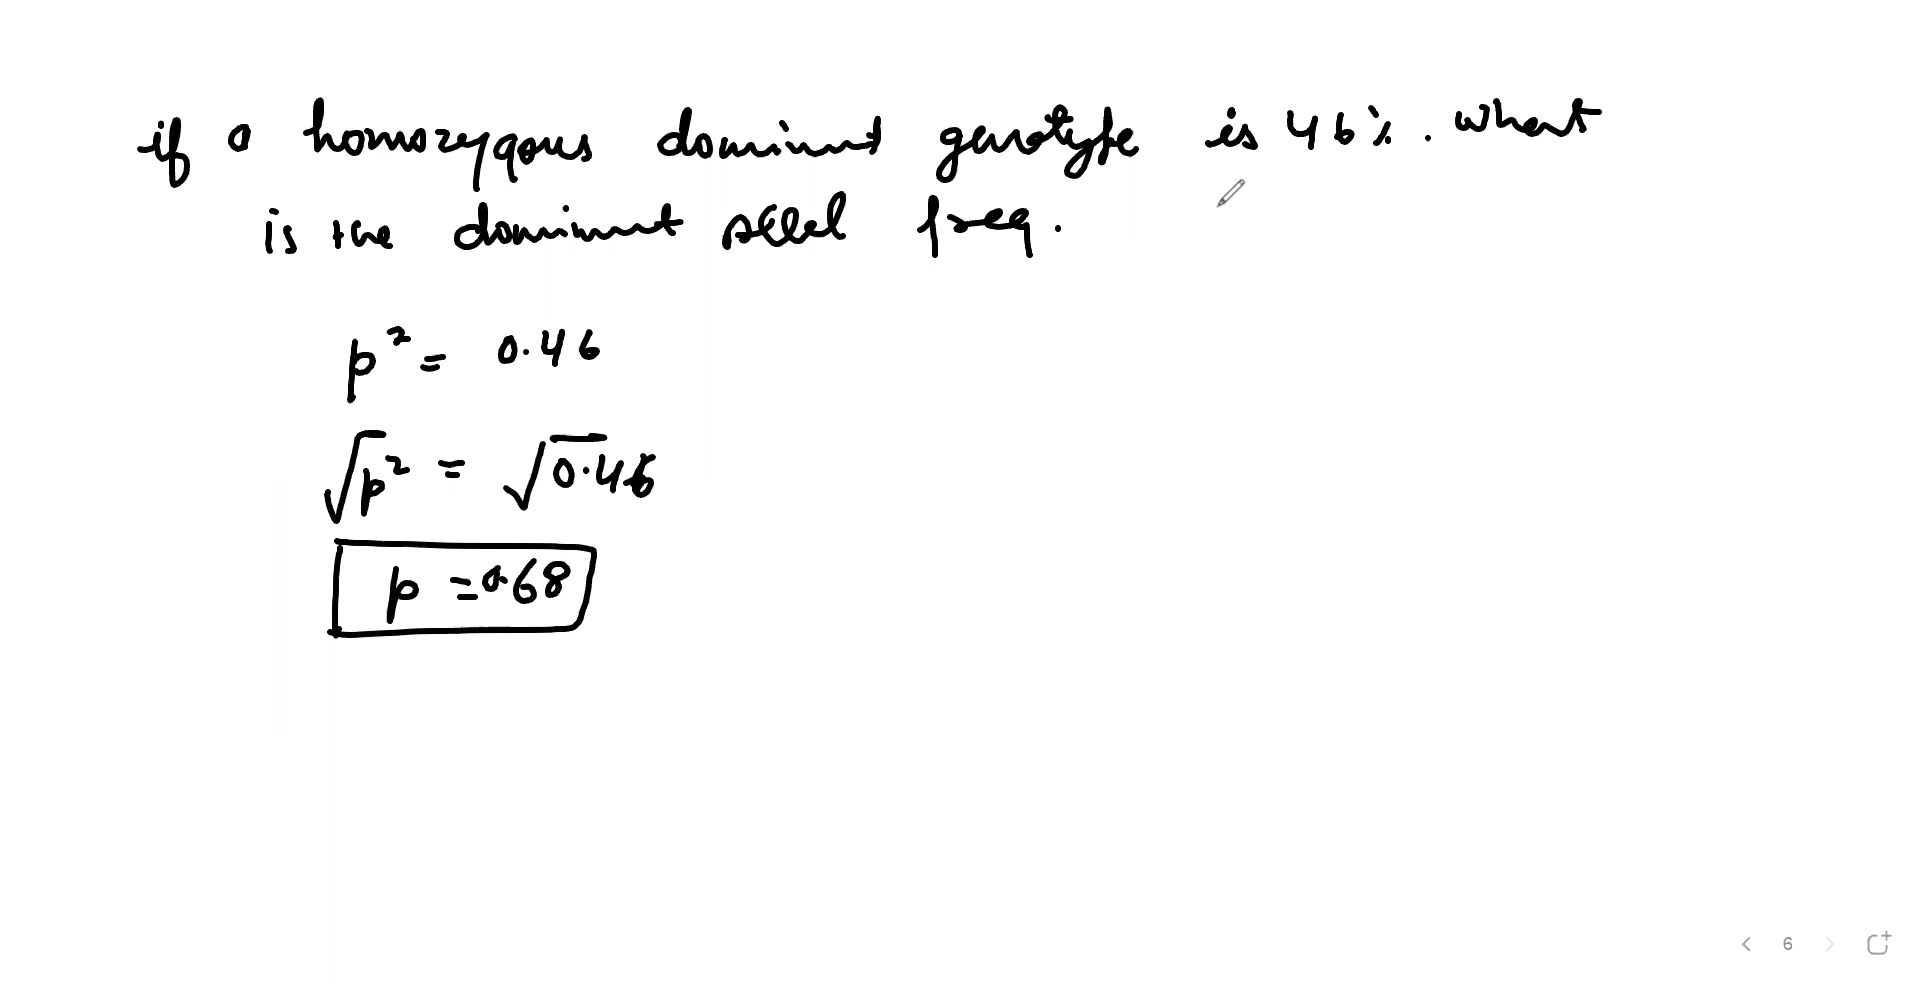 if a homozygous dominant genotype is 46%. what
is the dominant allel freq.
p² = 0.46
√p² = √0.46
p = 0.68
6